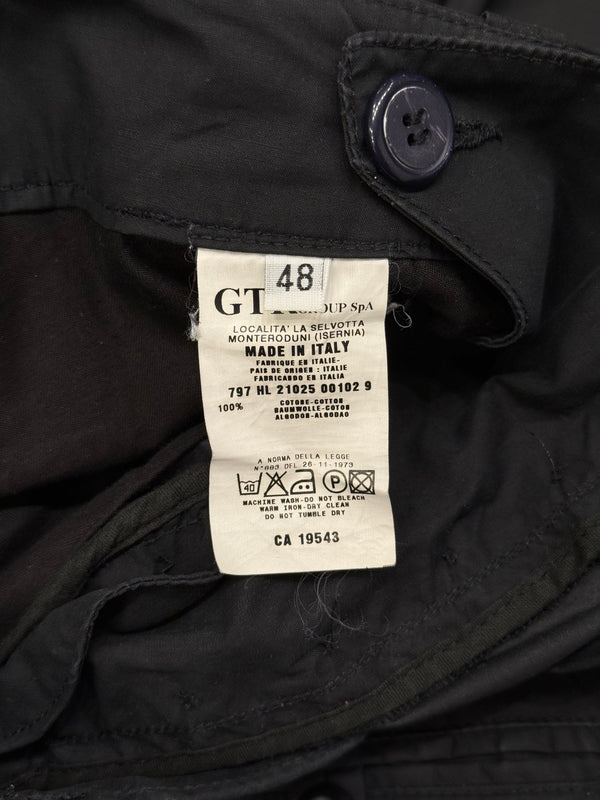 48
GTR GROUP SpA
LOCALITA' LA SELVOTTA
MONTERODUNI (ISERNIA)
MADE IN ITALY
FABRIQUE EN ITALIE-
PAIS DE ORIGEN : ITALIE
FABRICANDO EN ITALIA
797 HL 21025 00102 9
100% COTONE-COTTON
BAUMWOLLE-COTON
ALGODON-ALGODAO
A NORMA DELLA LEGGE
N°883 DEL 26-11-1973
40 P
MACHINE WASH-DO NOT BLEACH
WARM IRON-DRY CLEAN
DO NOT TUMBLE DRY
CA 19543